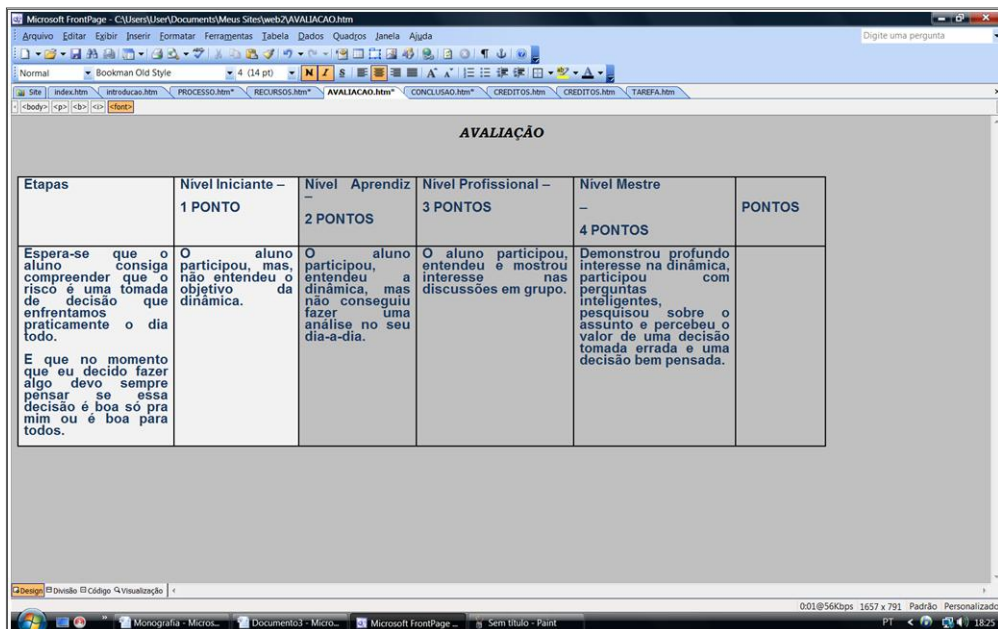 Microsoft FrontPage - C:\Users\User\Documents\Meus Sites\web2\AVALIACAO.htm
Arquivo Editar Exibir Inserir Formatar Ferramentas Tabela Dados Quadros Janela Ajuda
Digite uma pergunta
Normal Bookman Old Style 4 (14 pt) N I S
Site index.htm introducao.htm PROCESSO.htm* RECURSOS.htm* AVALIACAO.htm* CONCLUSAO.htm* CREDITOS.htm CREDITOS.htm TAREFA.htm
<body> <p> <b> <i> <font>
AVALIAÇÃO
Etapas
Nível Iniciante –
1 PONTO
Nível Aprendiz
–
2 PONTOS
Nível Profissional –
3 PONTOS
Nível Mestre
–
4 PONTOS
PONTOS
Espera-se que o
aluno consiga
compreender que o
risco é uma tomada
de decisão que
enfrentamos
praticamente o dia
todo.
E que no momento
que eu decido fazer
algo devo sempre
pensar se essa
decisão é boa só pra
mim ou é boa para
todos.
O aluno
participou, mas,
não entendeu o
objetivo da
dinâmica.
O aluno
participou,
entendeu a
dinâmica, mas
não conseguiu
fazer uma
análise no seu
dia-a-dia.
O aluno participou,
entendeu e mostrou
interesse nas
discussões em grupo.
Demonstrou profundo
interesse na dinâmica,
participou com
perguntas
inteligentes,
pesquisou sobre o
assunto e percebeu o
valor de uma decisão
tomada errada e uma
decisão bem pensada.
Design Divisão Código Visualização
0:01@56Kbps 1657 x 791 Padrão Personalizado
Monografia - Micros... Documento3 - Micro... Microsoft FrontPage ... Sem título - Paint PT 18:25